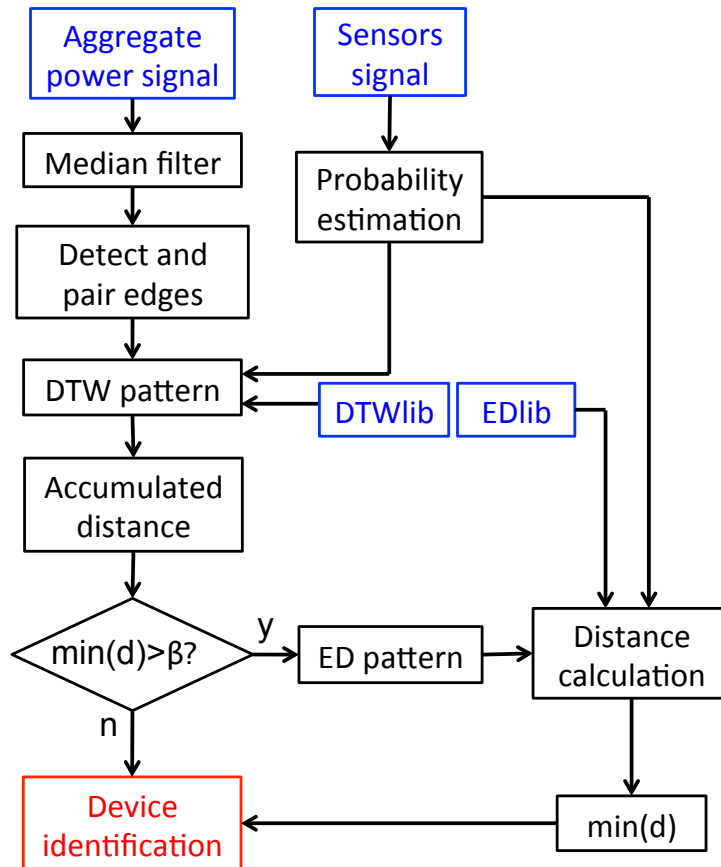 Aggregate
power signal
Sensors
signal
Median filter
Probability
estimation
Detect and
pair edges
DTW pattern
DTWlib
EDlib
Accumulated
distance
min(d)>β?
y
n
ED pattern
Distance
calculation
Device
identification
min(d)